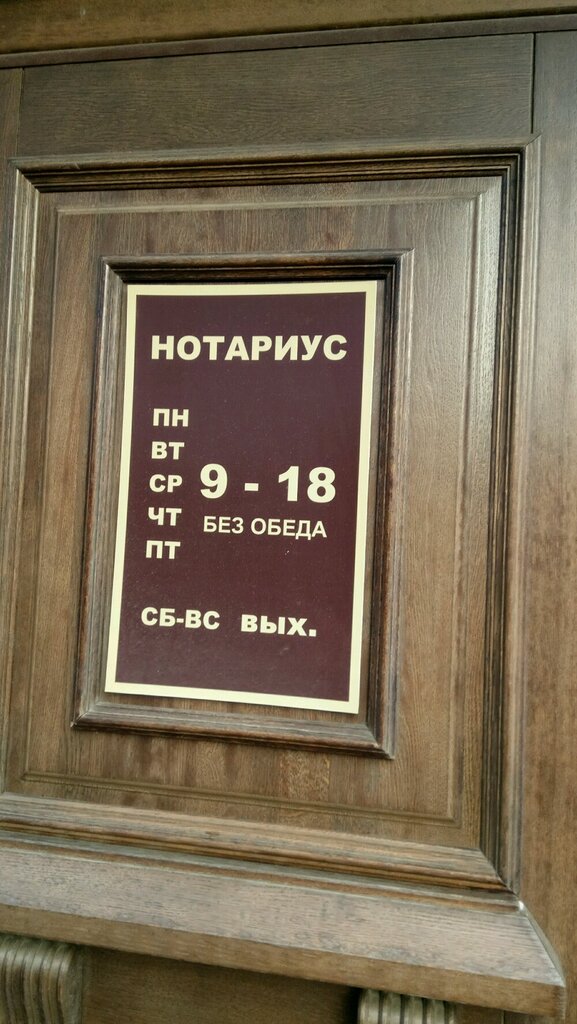 НОТАРИУС
ПН
ВТ
СР
ЧТ
ПТ
9 - 18
БЕЗ ОБЕДА
СБ-ВС вых.